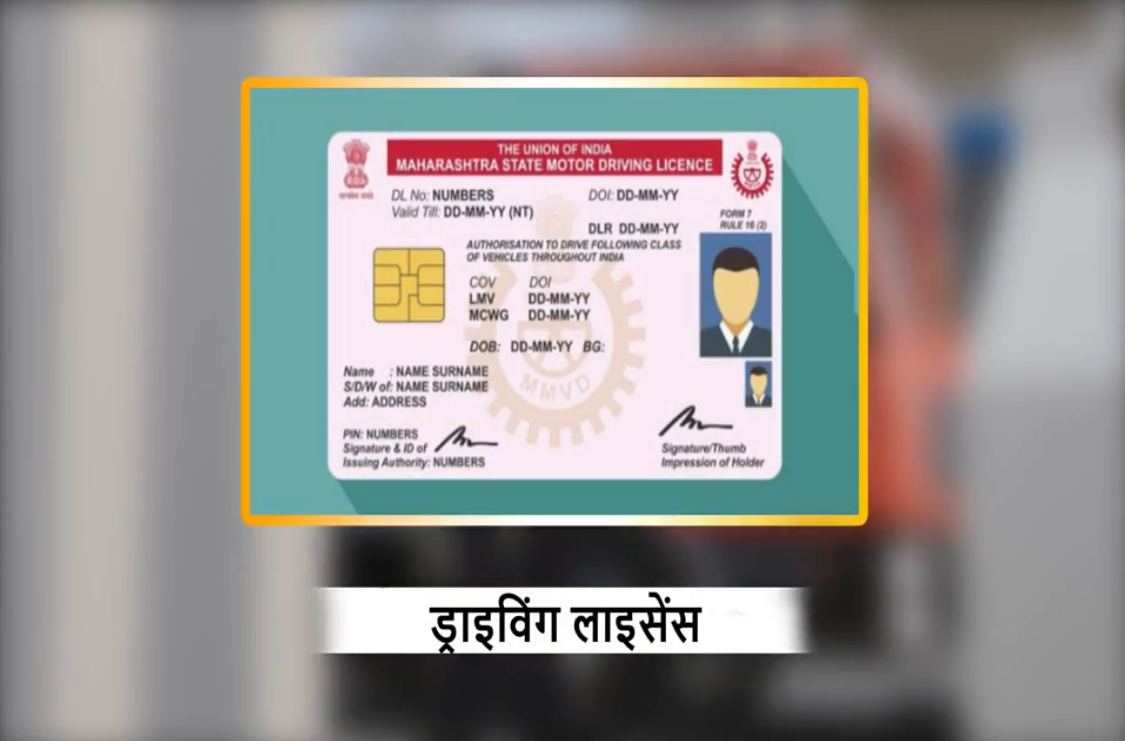 THE UNION OF INDIA
MAHARASHTRA STATE MOTOR DRIVING LICENCE
DL No: NUMBERS DOI: DD-MM-YY
Valid Till: DD-MM-YY (NT)
DLR DD-MM-YY
FORM 7
RULE 16 (2)
AUTHORISATION TO DRIVE FOLLOWING CLASS
OF VEHICLES THROUGHOUT INDIA
COV DOI
LMV DD-MM-YY
MCWG DD-MM-YY
DOB: DD-MM-YY BG:
MMVD
Name : NAME SURNAME
S/D/W of: NAME SURNAME
Add: ADDRESS
PIN: NUMBERS
Signature & ID of
Issuing Authority: NUMBERS
Signature/Thumb
Impression of Holder
ड्राइविंग लाइसेंस